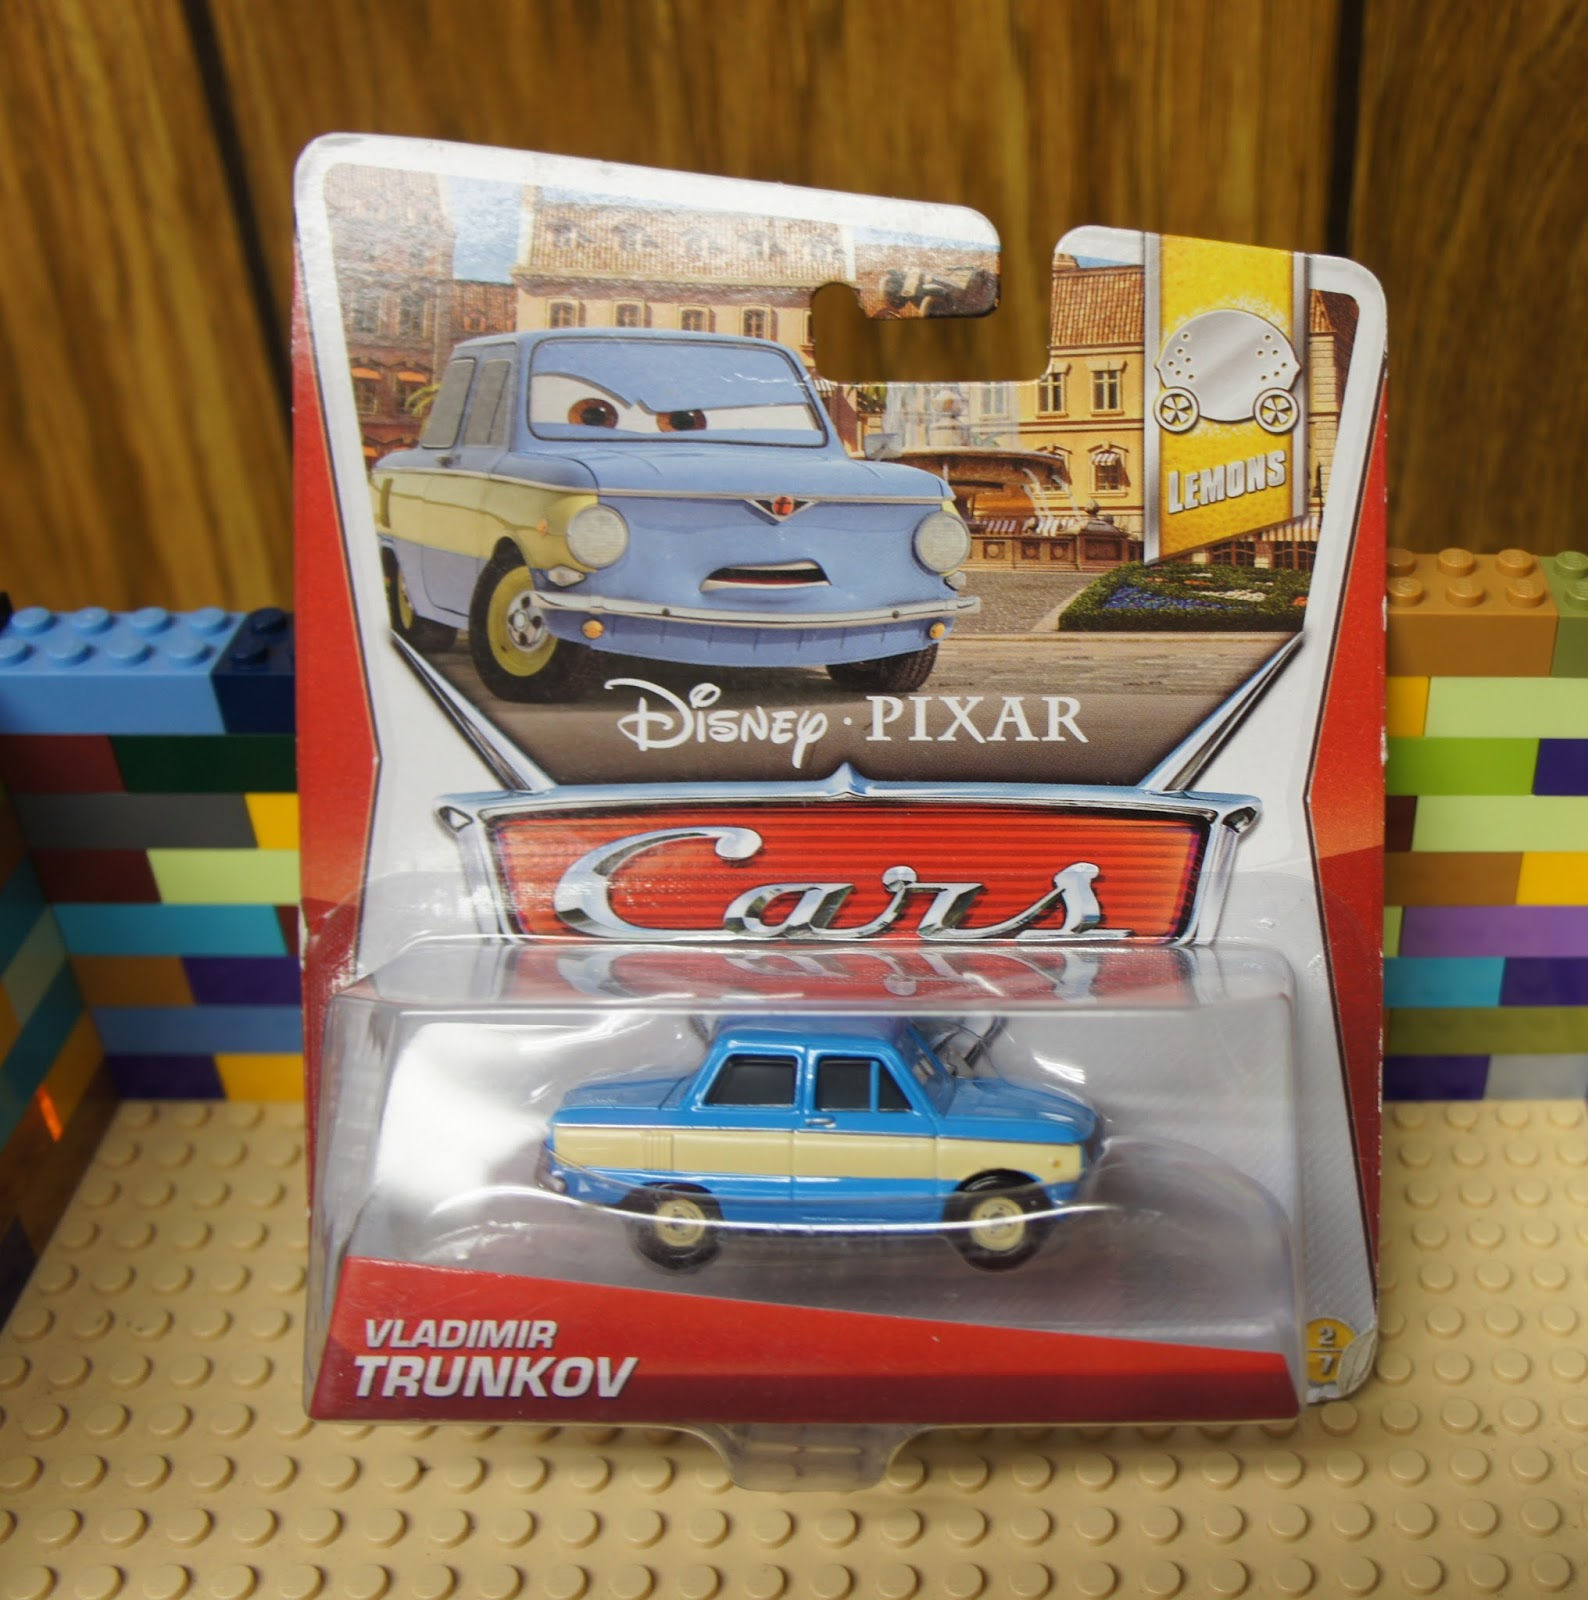 LEMONS
DISNEY · PIXAR
Cars
VLADIMIR
TRUNKOV
2
7